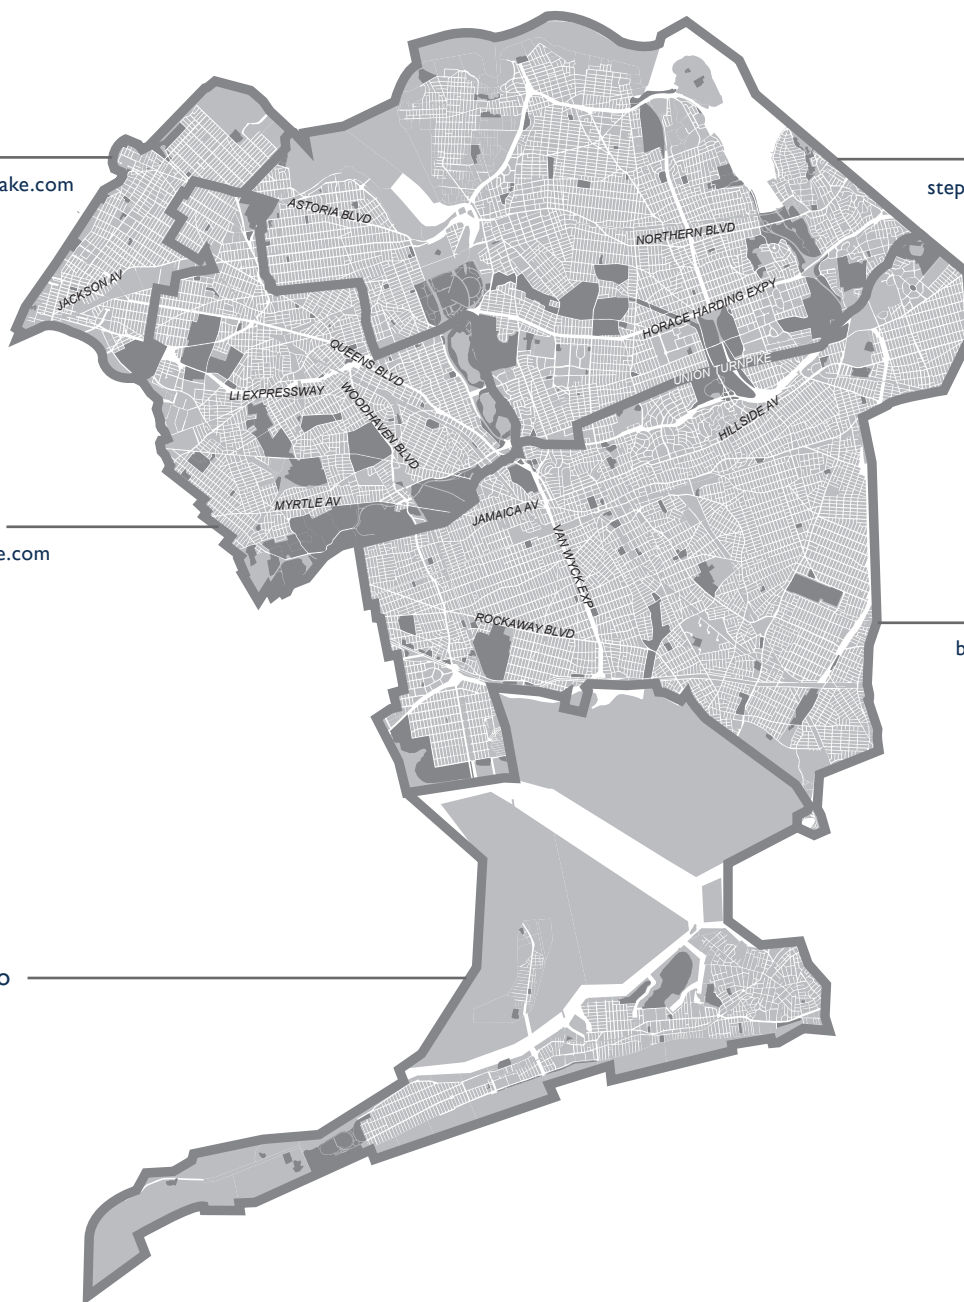 ake.com
step
ASTORIA BLVD
NORTHERN BLVD
JACKSON AV
HORACE HARDING EXPY
QUEENS BLVD
UNION TURNPIKE
LI EXPRESSWAY
WOODHAVEN BLVD
HILLSIDE AV
MYRTLE AV
JAMAICA AV
e.com
VAN WYCK EXP
ROCKAWAY BLVD
b
o